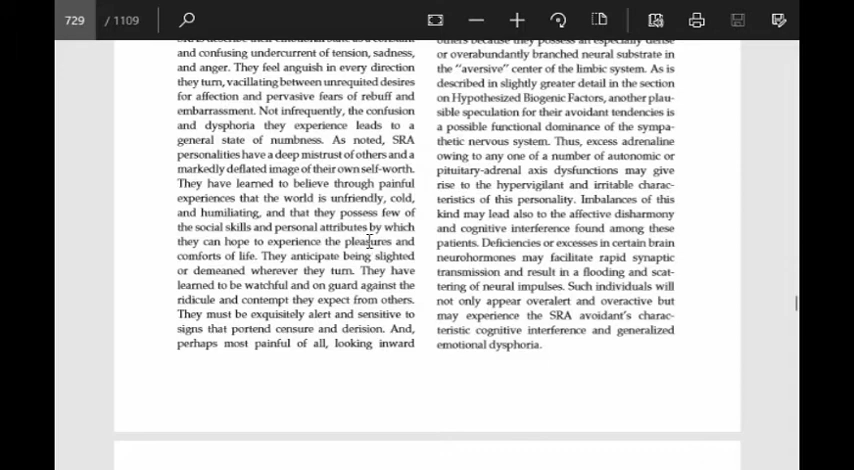 729 / 1109
SRA describe their emotional state as a constant
and confusing undercurrent of tension, sadness,
and anger. They feel anguish in every direction
they turn, vacillating between unrequited desires
for affection and pervasive fears of rebuff and
embarrassment. Not infrequently, the confusion
and dysphoria they experience leads to a
general state of numbness. As noted, SRA
personalities have a deep mistrust of others and a
markedly deflated image of their own self-worth.
They have learned to believe through painful
experiences that the world is unfriendly, cold,
and humiliating, and that they possess few of
the social skills and personal attributes by which
they can hope to experience the pleasures and
comforts of life. They anticipate being slighted
or demeaned wherever they turn. They have
learned to be watchful and on guard against the
ridicule and contempt they expect from others.
They must be exquisitely alert and sensitive to
signs that portend censure and derision. And,
perhaps most painful of all, looking inward
others because they possess an especially dense
or overabundantly branched neural substrate in
the “aversive” center of the limbic system. As is
described in slightly greater detail in the section
on Hypothesized Biogenic Factors, another plau-
sible speculation for their avoidant tendencies is
a possible functional dominance of the sympa-
thetic nervous system. Thus, excess adrenaline
owing to any one of a number of autonomic or
pituitary-adrenal axis dysfunctions may give
rise to the hypervigilant and irritable charac-
teristics of this personality. Imbalances of this
kind may lead also to the affective disharmony
and cognitive interference found among these
patients. Deficiencies or excesses in certain brain
neurohormones may facilitate rapid synaptic
transmission and result in a flooding and scat-
tering of neural impulses. Such individuals will
not only appear overalert and overactive but
may experience the SRA avoidant's charac-
teristic cognitive interference and generalized
emotional dysphoria.